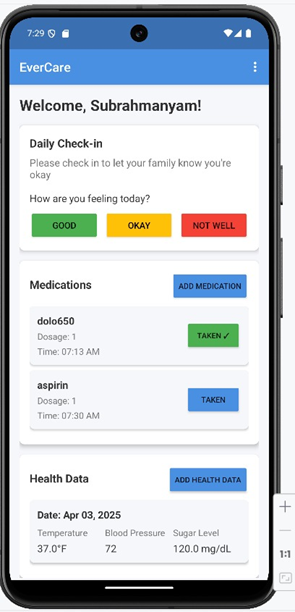 7:29
EverCare
Welcome, Subrahmanyam!
Daily Check-in
Please check in to let your family know you're
okay
How are you feeling today?
GOOD OKAY NOT WELL
Medications ADD MEDICATION
dolo650
Dosage: 1
Time: 07:13 AM
TAKEN ✓
aspirin
Dosage: 1
Time: 07:30 AM
TAKEN
Health Data ADD HEALTH DATA
Date: Apr 03, 2025
Temperature Blood Pressure Sugar Level
37.0°F 72 120.0 mg/dL
1:1